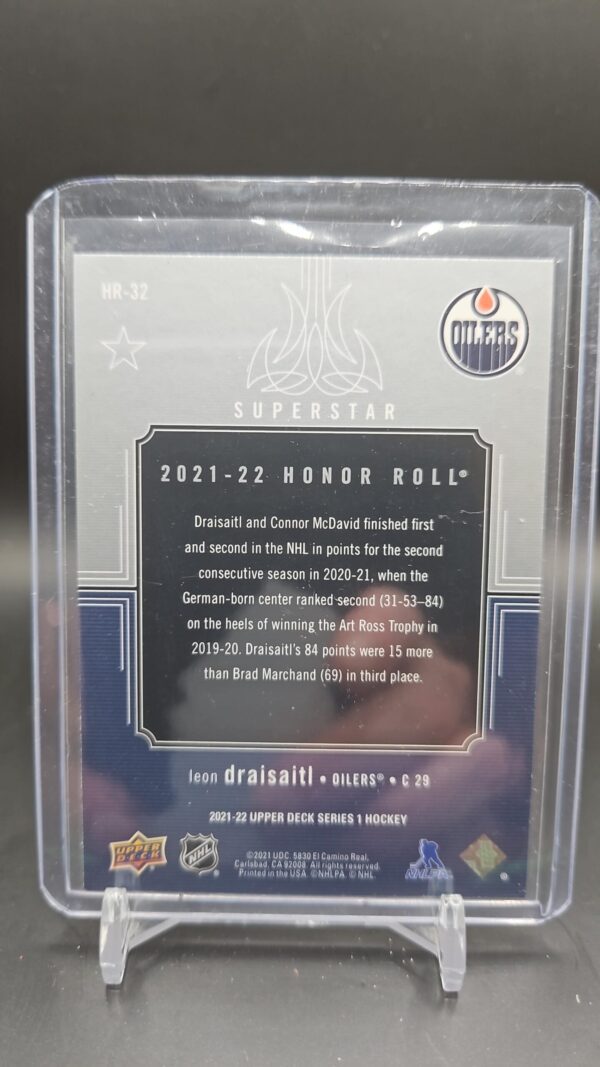 HR-32
OILERS
SUPERSTAR
2021-22 HONOR ROLL®
Draisaitl and Connor McDavid finished first
and second in the NHL in points for the second
consecutive season in 2020-21, when the
German-born center ranked second (31-53–84)
on the heels of winning the Art Ross Trophy in
2019-20. Draisaitl's 84 points were 15 more
than Brad Marchand (69) in third place.
leon draisaitl • OILERS® • C 29
2021-22 UPPER DECK SERIES 1 HOCKEY
UPPER DECK
NHL
©2021 UDC. 5830 El Camino Real,
Carlsbad, CA 92008. All rights reserved.
Printed in the USA. ©NHLPA. © NHL.
NHLPA